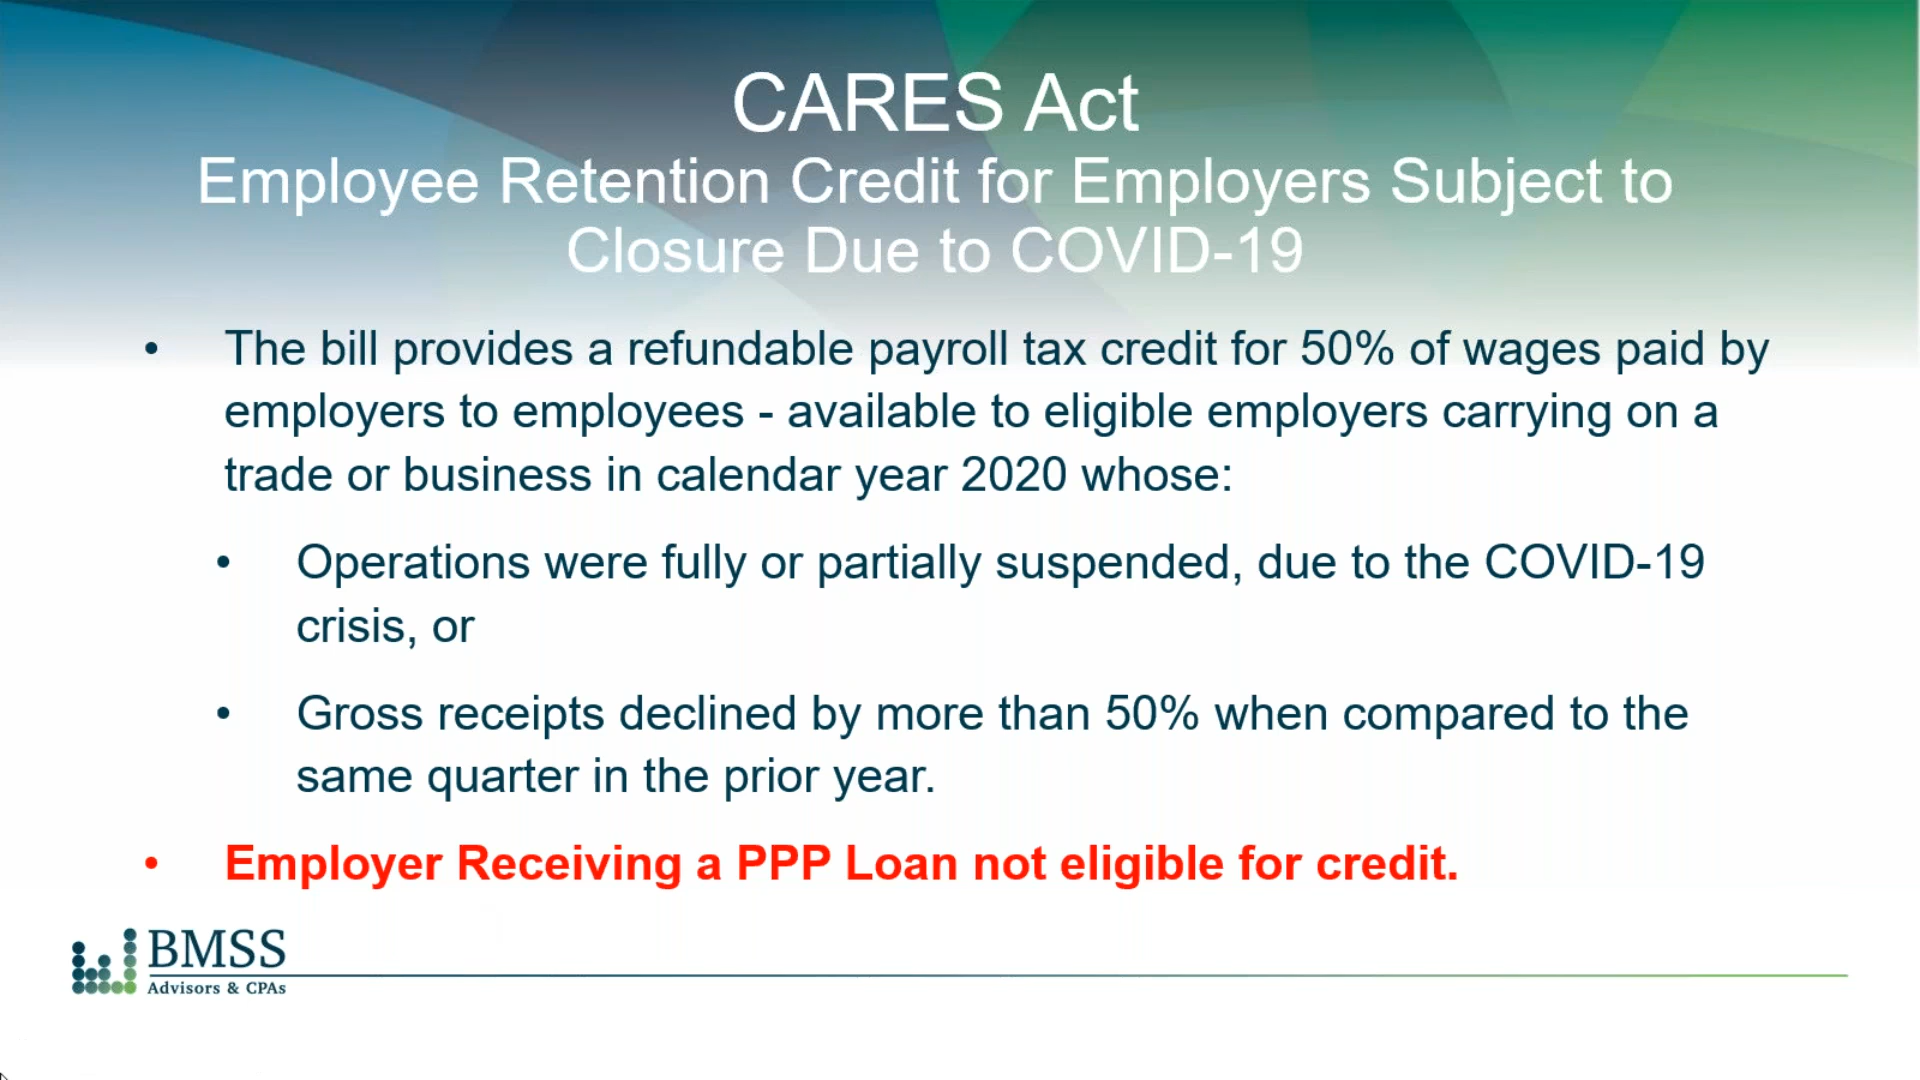 CARES Act
Employee Retention Credit for Employers Subject to
Closure Due to COVID-19
• The bill provides a refundable payroll tax credit for 50% of wages paid by
employers to employees - available to eligible employers carrying on a
trade or business in calendar year 2020 whose:
• Operations were fully or partially suspended, due to the COVID-19
crisis, or
• Gross receipts declined by more than 50% when compared to the
same quarter in the prior year.
• Employer Receiving a PPP Loan not eligible for credit.
BMSS
Advisors & CPAs